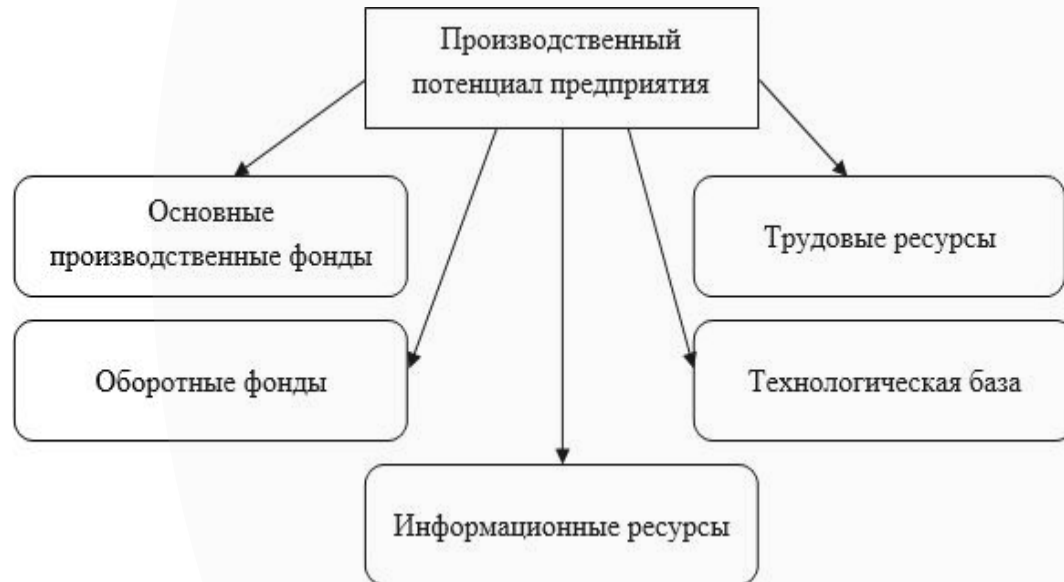 Производственный
потенциал предприятия
Основные
производственные фонды
Трудовые ресурсы
Оборотные фонды
Технологическая база
Информационные ресурсы